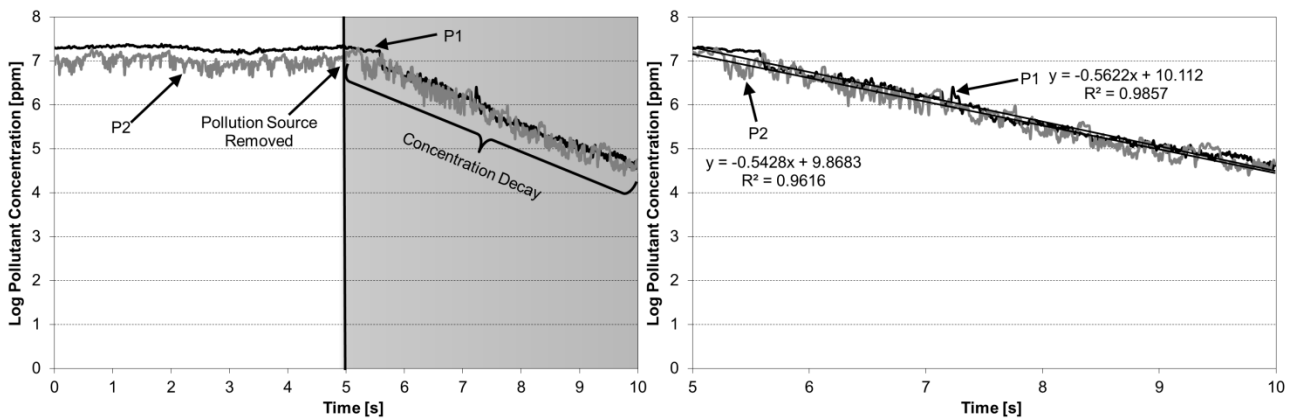 Log Pollutant Concentration [ppm]
8
7
6
5
4
3
2
1
0
P1
P2
Pollution Source
Removed
Concentration Decay
0 1 2 3 4 5 6 7 8 9 10
Time [s]
Log Pollutant Concentration [ppm]
8
7
6
5
4
3
2
1
0
P1
y = -0.5622x + 10.112
R² = 0.9857
P2
y = -0.5428x + 9.8683
R² = 0.9616
5 6 7 8 9 10
Time [s]